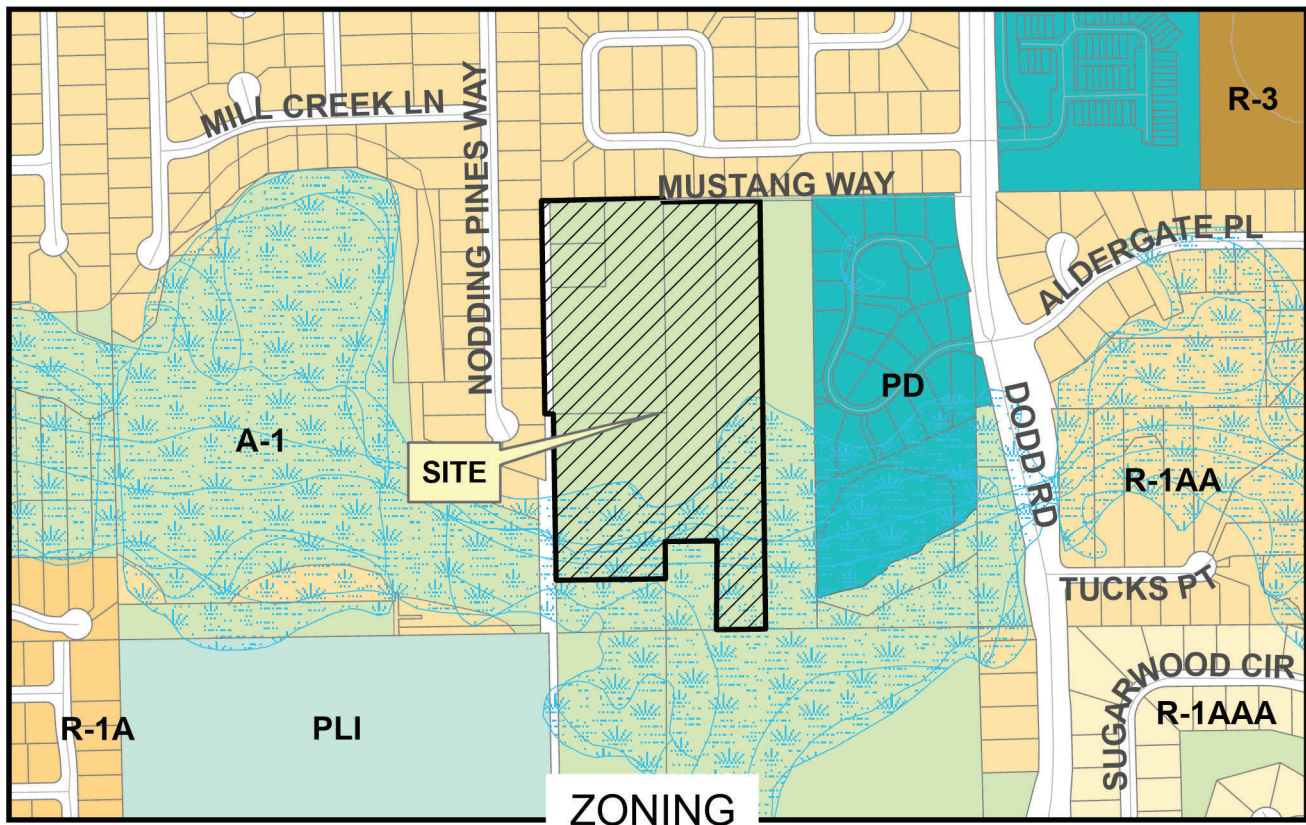 R-3
MILL CREEK LN
NODDING PINES WAY
MUSTANG WAY
ALDERGATE PL
PD
DODD RD
A-1
SITE
R-1AA
TUCKS PT
SUGARWOOD CIR
R-1A
PLI
R-1AAA
ZONING